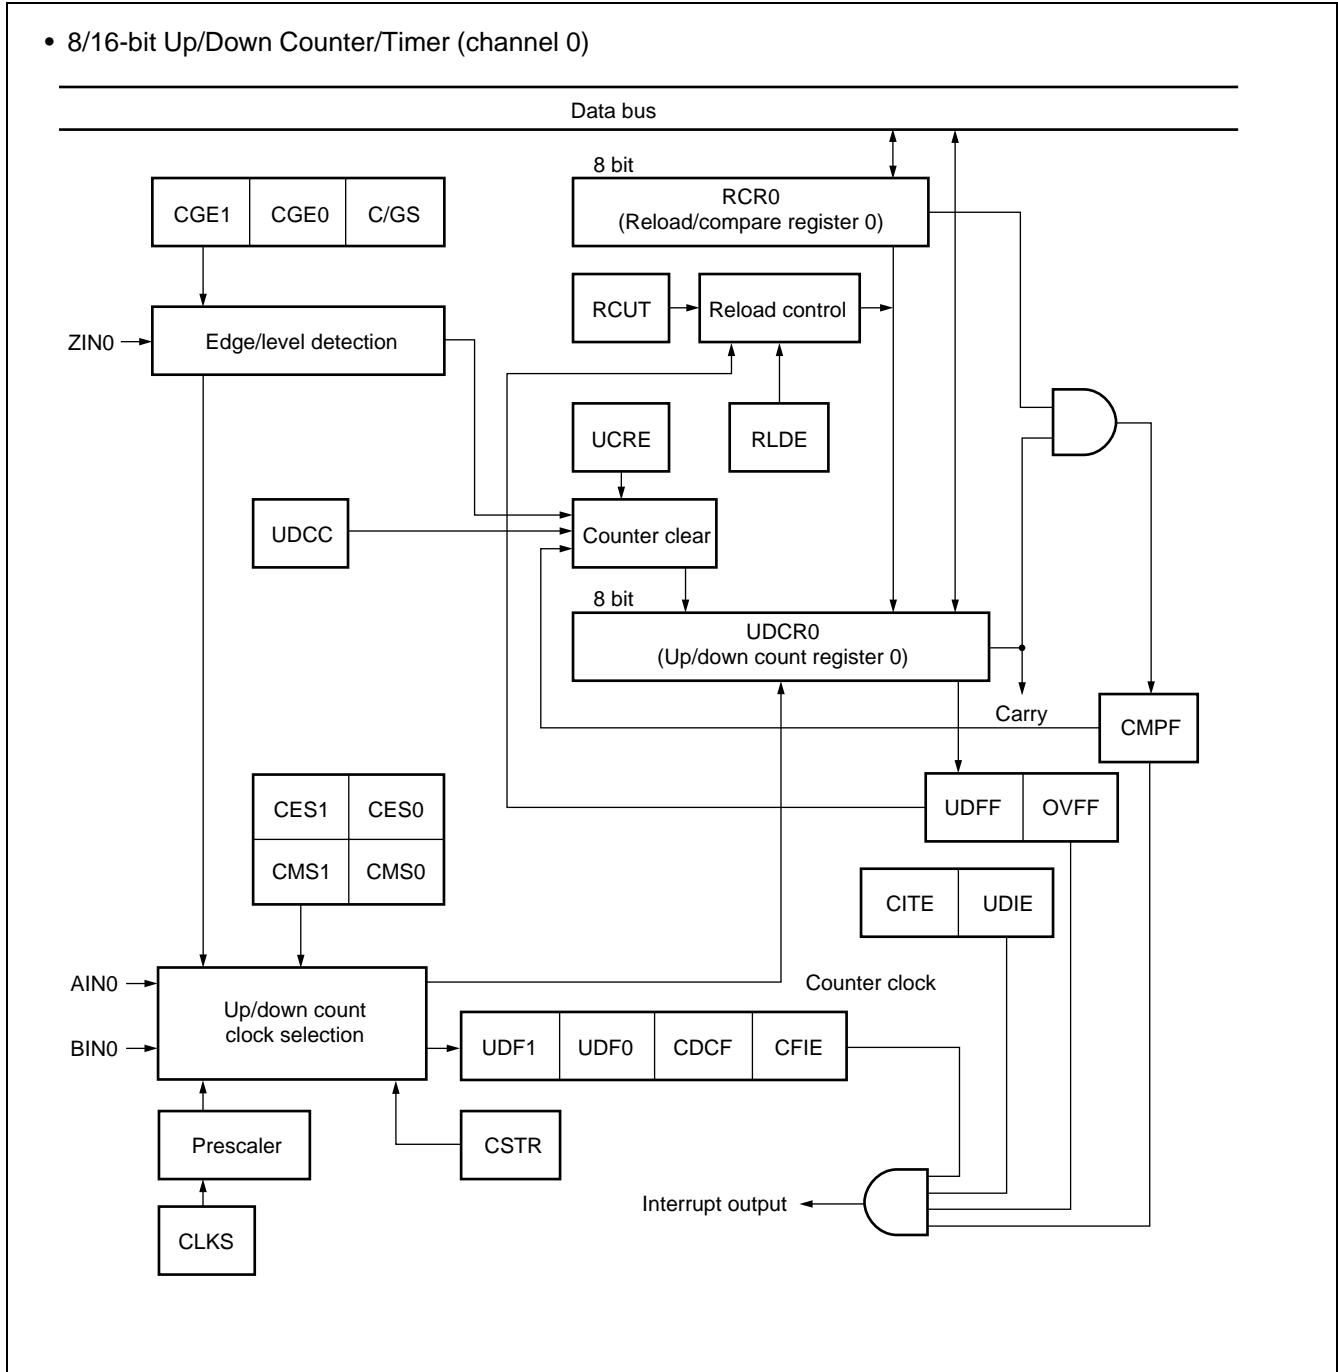 • 8/16-bit Up/Down Counter/Timer (channel 0)
Data bus
8 bit
RCR0
(Reload/compare register 0)
CGE1 CGE0 C/GS
RCUT
Reload control
ZIN0
Edge/level detection
UCRE
RLDE
UDCC
Counter clear
8 bit
UDCR0
(Up/down count register 0)
Carry
CMPF
CES1 CES0
CMS1 CMS0
UDFF OVFF
CITE UDIE
AIN0
BIN0
Up/down count
clock selection
Counter clock
UDF1 UDF0 CDCF CFIE
Prescaler
CSTR
Interrupt output
CLKS